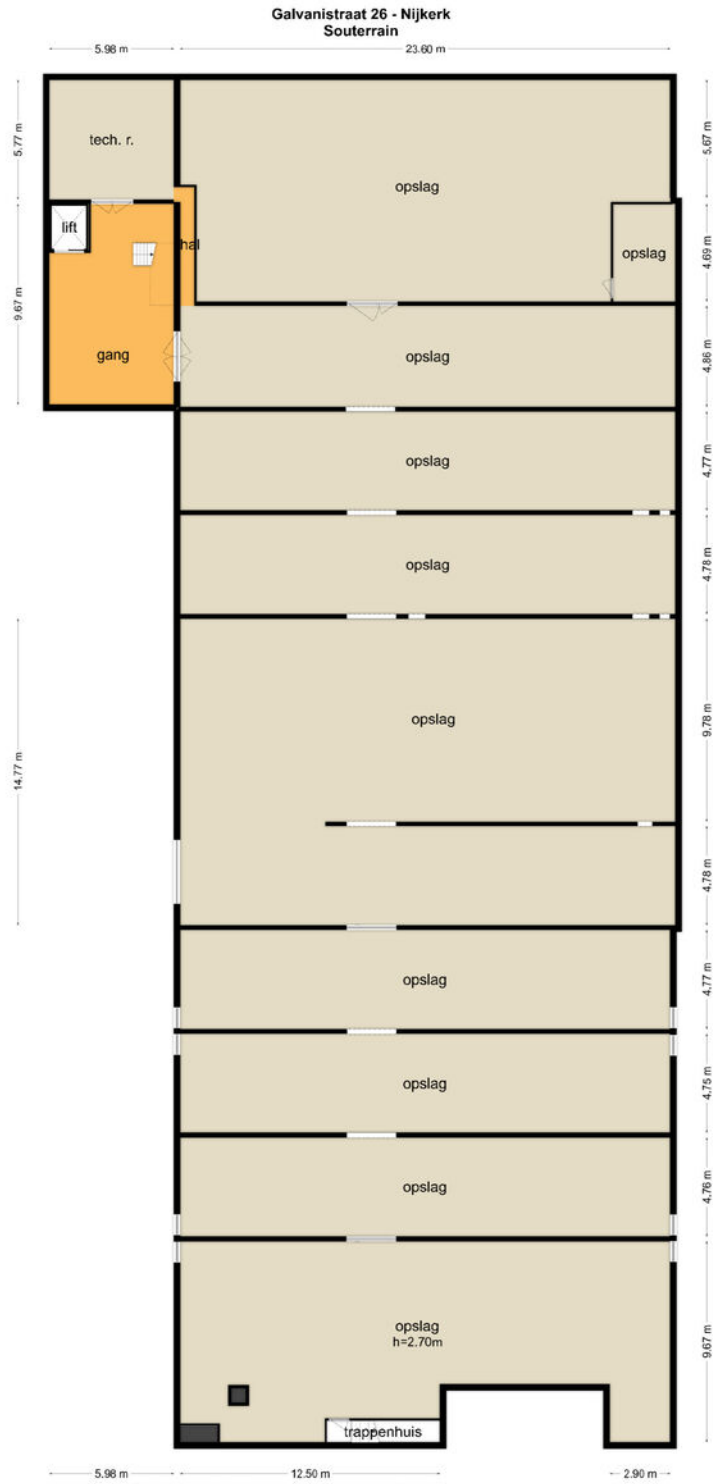 Galvanistraat 26 - Nijkerk
Souterrain
5.98 m
23.60 m
5.77 m
5.67 m
tech. r.
opslag
lift
hal
opslag
4.69 m
9.67 m
gang
opslag
4.86 m
opslag
4.77 m
opslag
4.78 m
opslag
9.78 m
14.77 m
4.78 m
opslag
4.77 m
opslag
4.75 m
opslag
4.76 m
opslag
h=2.70m
9.67 m
trappenhuis
5.98 m
12.50 m
2.90 m